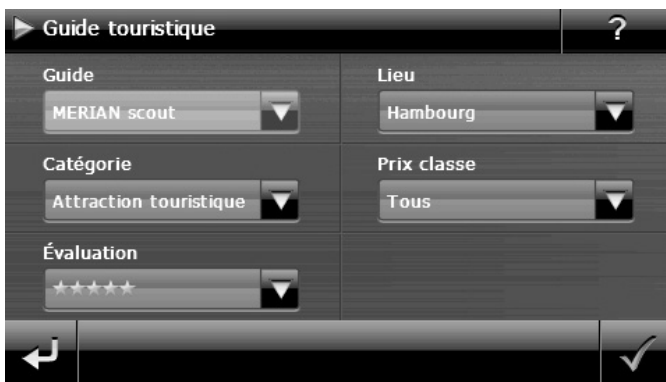 Guide touristique
?
Guide
Lieu
MERIAN scout
Hambourg
Catégorie
Prix classe
Attraction touristique
Tous
Évaluation
★★★★★